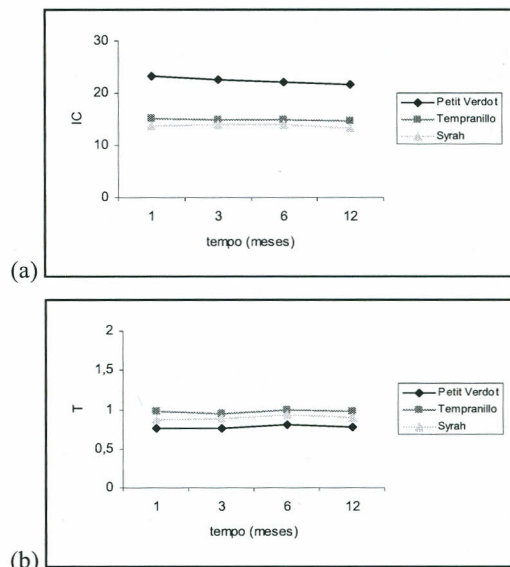 30
20
10
0
IC
1 3 6 12
tempo (meses)
Petit Verdot
Tempranillo
Syrah
(a)
2
1,5
1
0,5
0
T
1 3 6 12
tempo (meses)
Petit Verdot
Tempranillo
Syrah
(b)